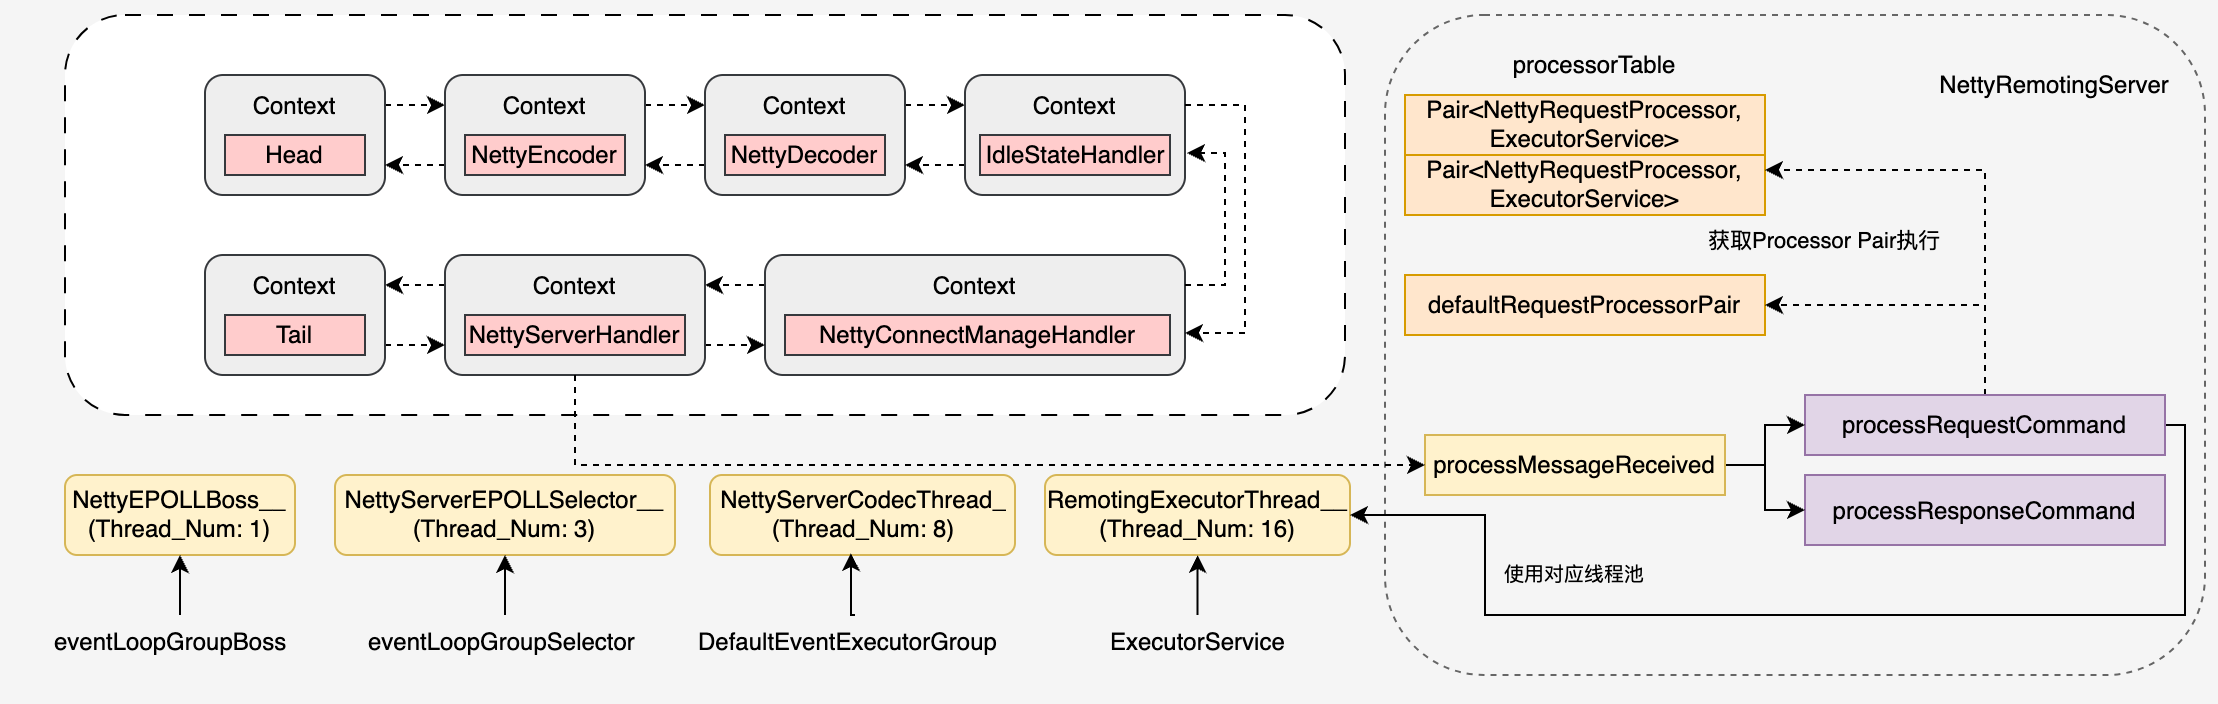 Context
Head
Context
NettyEncoder
Context
NettyDecoder
Context
IdleStateHandler
Context
Tail
Context
NettyServerHandler
Context
NettyConnectManageHandler
processorTable
NettyRemotingServer
Pair<NettyRequestProcessor,
ExecutorService>
Pair<NettyRequestProcessor,
ExecutorService>
获取Processor Pair执行
defaultRequestProcessorPair
processRequestCommand
processMessageReceived
processResponseCommand
使用对应线程池
NettyEPOLLBoss__
(Thread_Num: 1)
NettyServerEPOLLSelector__
(Thread_Num: 3)
NettyServerCodecThread_
(Thread_Num: 8)
RemotingExecutorThread__
(Thread_Num: 16)
eventLoopGroupBoss
eventLoopGroupSelector
DefaultEventExecutorGroup
ExecutorService